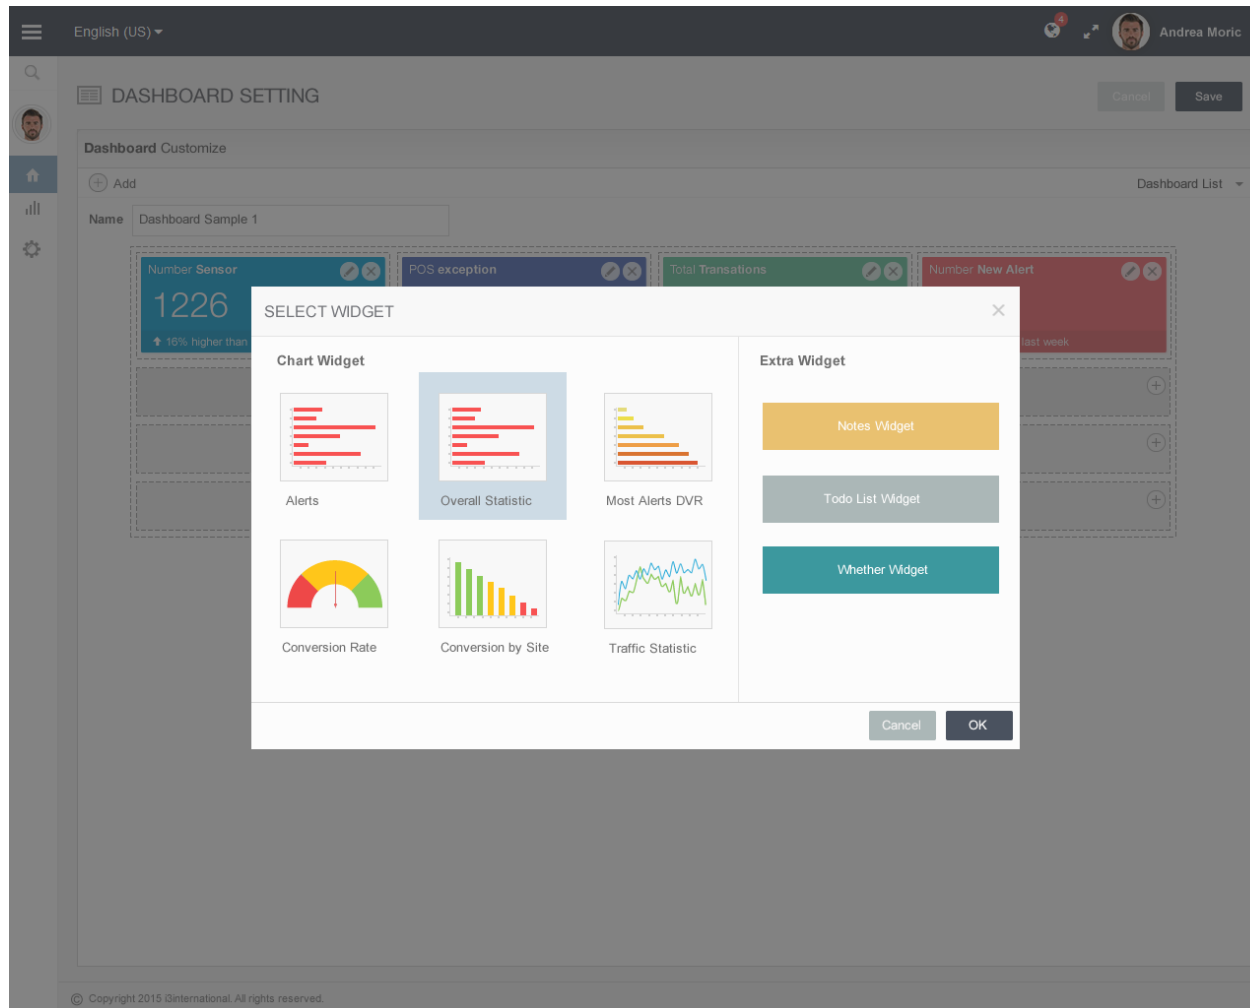 English (US)
4
Andrea Moric
DASHBOARD SETTING
Cancel
Save
Dashboard Customize
Add
Dashboard List
Name
Dashboard Sample 1
Number Sensor
POS exception
Total Transations
Number New Alert
1226
16% higher than
last week
SELECT WIDGET
Chart Widget
Extra Widget
Alerts
Overall Statistic
Most Alerts DVR
Conversion Rate
Conversion by Site
Traffic Statistic
Notes Widget
Todo List Widget
Whether Widget
Cancel
OK
© Copyright 2015 i3international. All rights reserved.